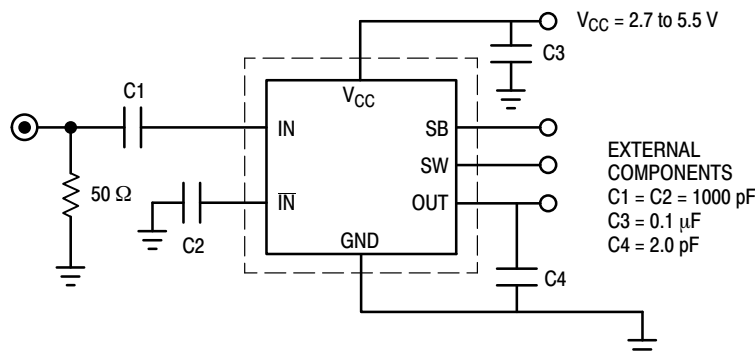 V_CC = 2.7 to 5.5 V
C3
C1
V_CC
IN
SB
SW
50 Ω
I̅N̅
OUT
C2
GND
C4
EXTERNAL
COMPONENTS
C1 = C2 = 1000 pF
C3 = 0.1 μF
C4 = 2.0 pF